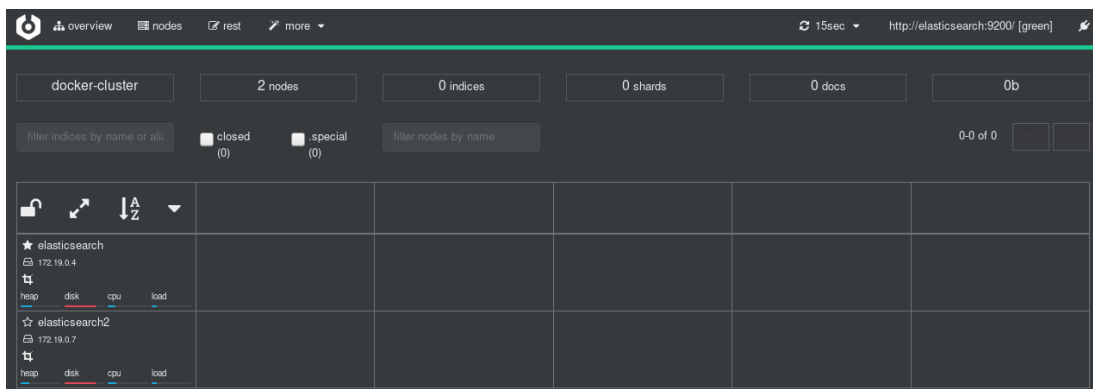 overview nodes rest more 15sec http://elasticsearch:9200/ [green]
docker-cluster 2 nodes 0 indices 0 shards 0 docs 0b
filter indices by name or ali closed (0) .special (0) filter nodes by name 0-0 of 0
A Z
elasticsearch
172.19.0.4
heap disk cpu load
elasticsearch2
172.19.0.7
heap disk cpu load